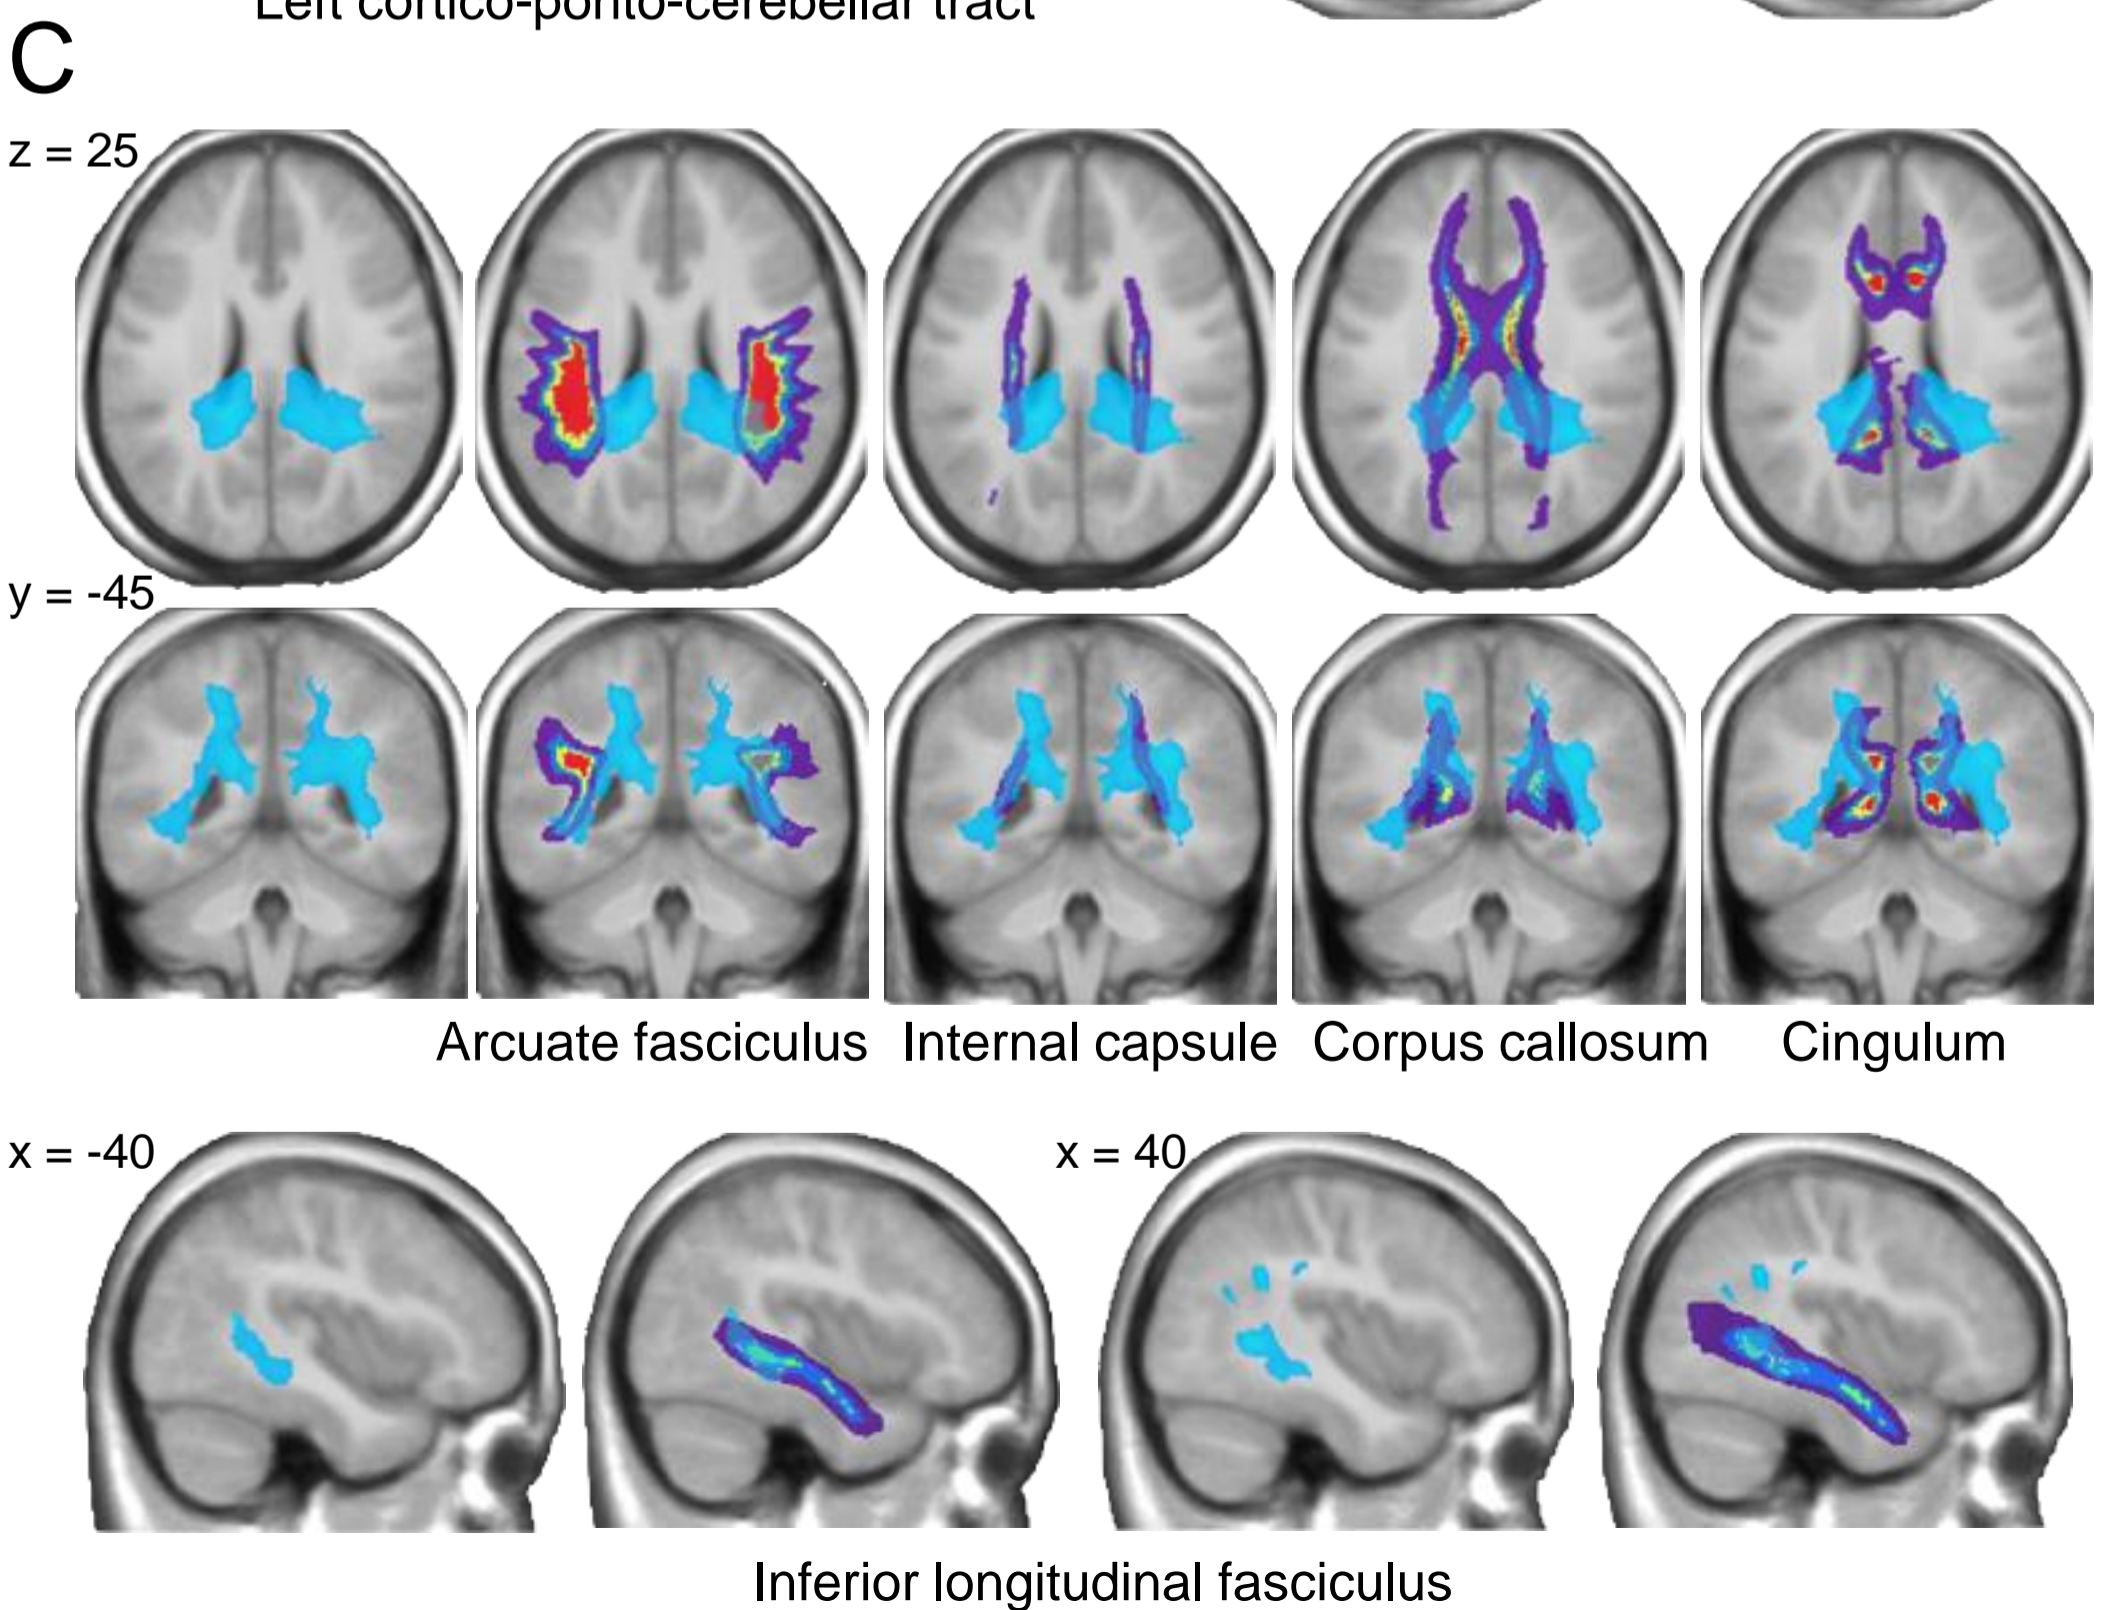 Left cortico-ponto-cerebellar tract
C
z = 25
y = -45
Arcuate fasciculus Internal capsule Corpus callosum Cingulum
x = -40 x = 40
Inferior longitudinal fasciculus